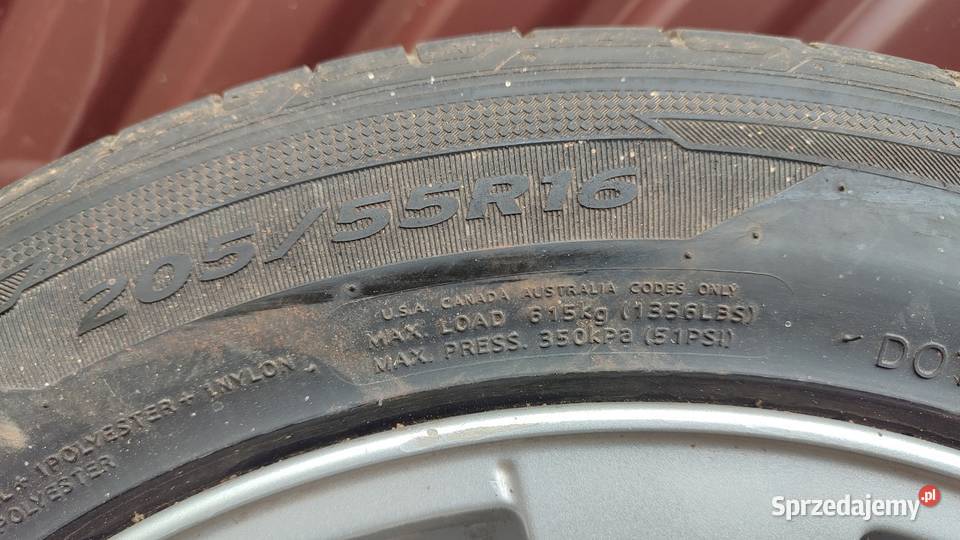 205/55R16
U.S.A. CANADA AUSTRALIA CODES ONLY
MAX. LOAD 615kg (1356LBS)
MAX. PRESS. 350kPa (51PSI)
DOT
L + 1POLYESTER + 1NYLON
POLYESTER
Sprzedajemy.pl